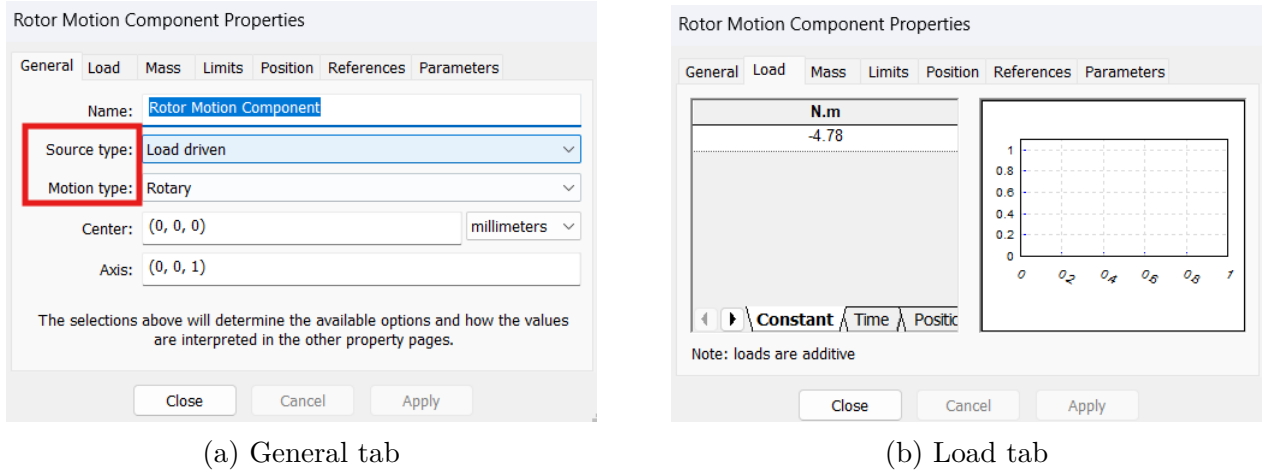 Rotor Motion Component Properties
General Load Mass Limits Position References Parameters
Name: Rotor Motion Component
Source type: Load driven
Motion type: Rotary
Center: (0, 0, 0) millimeters
Axis: (0, 0, 1)
The selections above will determine the available options and how the values
are interpreted in the other property pages.
Close Cancel Apply
(a) General tab
Rotor Motion Component Properties
General Load Mass Limits Position References Parameters
N.m
-4.78
1
0.8
0.6
0.4
0.2
0
0 0.2 0.4 0.6 0.8 1
Constant Time Positic
Note: loads are additive
Close Cancel Apply
(b) Load tab